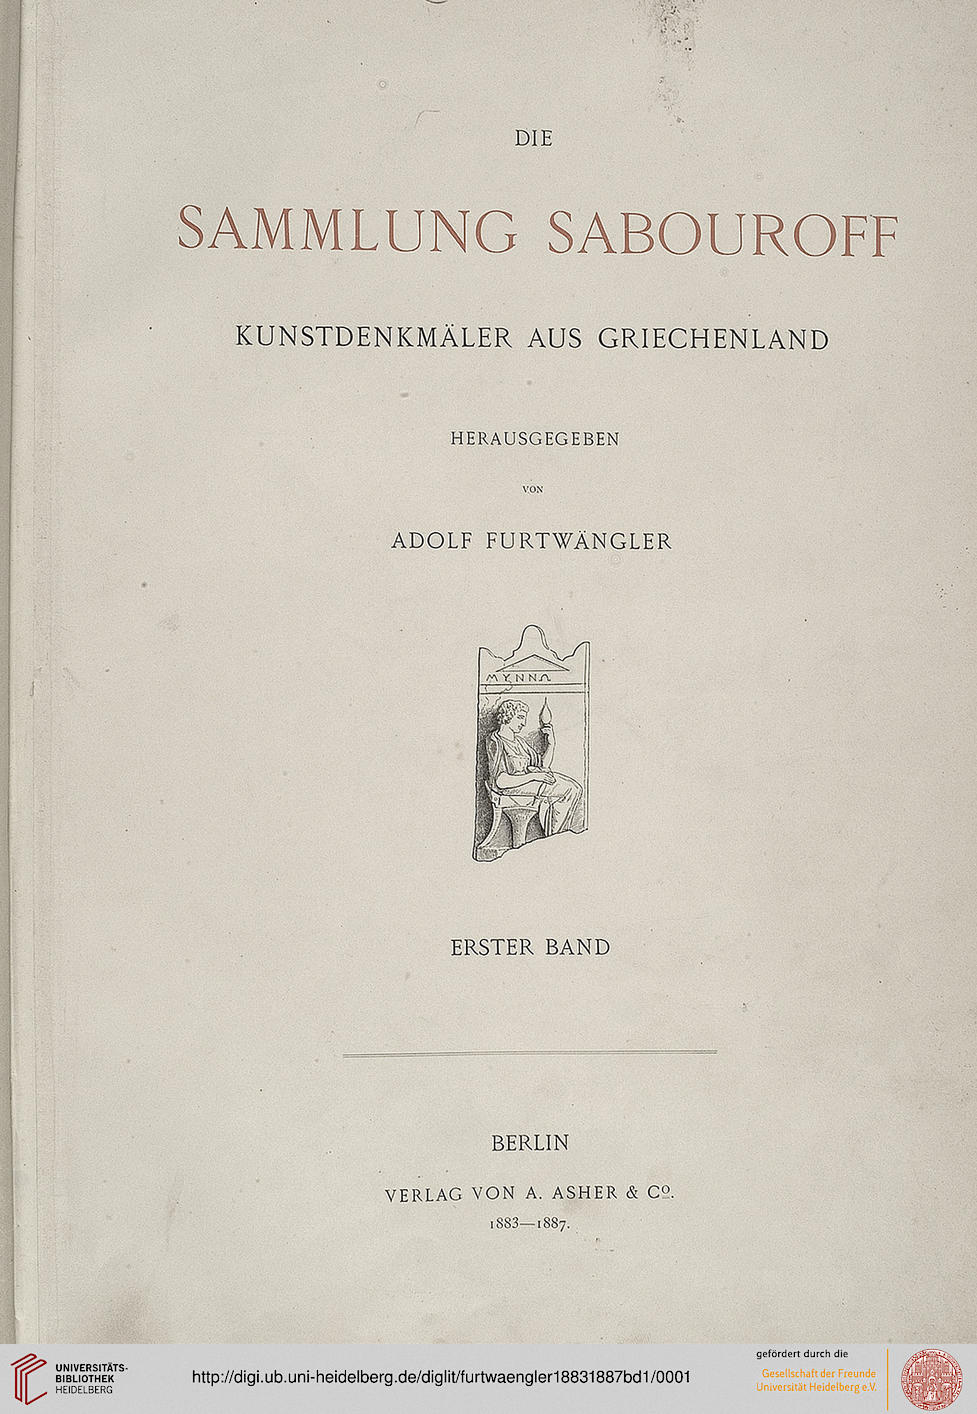 DIE
SAMMLUNG SABOUROFF
KUNSTDENKMÄLER AUS GRIECHENLAND
HERAUSGEGEBEN
VON
ADOLF FURTWÄNGLER
ΜΥΝΝΩ
ERSTER BAND
BERLIN
VERLAG VON A. ASHER & Cº.
1883—1887.
UNIVERSITÄTS-
BIBLIOTHEK
HEIDELBERG
http://digi.ub.uni-heidelberg.de/diglit/furtwaengler18831887bd1/0001
gefördert durch die
Gesellschaft der Freunde
Universität Heidelberg e.V.